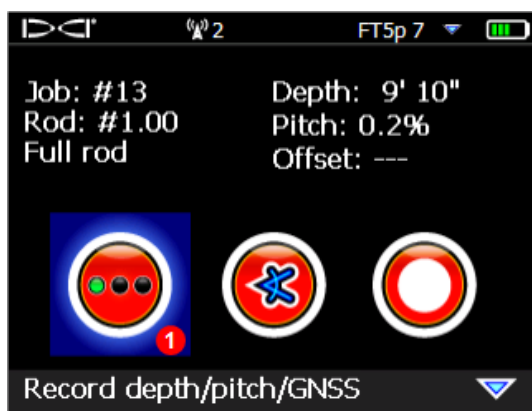 DCI 2 FT5p 7
Job: #13 Depth: 9' 10"
Rod: #1.00 Pitch: 0.2%
Full rod Offset: ---
1
Record depth/pitch/GNSS